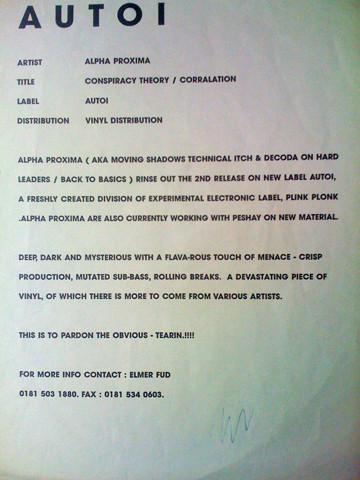 AUTOI
ARTIST ALPHA PROXIMA
TITLE CONSPIRACY THEORY / CORRALATION
LABEL AUTOI
DISTRIBUTION VINYL DISTRIBUTION
ALPHA PROXIMA ( AKA MOVING SHADOWS TECHNICAL ITCH & DECODA ON HARD
LEADERS / BACK TO BASICS ) RINSE OUT THE 2ND RELEASE ON NEW LABEL AUTOI,
A FRESHLY CREATED DIVISION OF EXPERIMENTAL ELECTRONIC LABEL, PLINK PLONK
.ALPHA PROXIMA ARE ALSO CURRENTLY WORKING WITH PESHAY ON NEW MATERIAL.
DEEP, DARK AND MYSTERIOUS WITH A FLAVA-ROUS TOUCH OF MENACE - CRISP
PRODUCTION, MUTATED SUB-BASS, ROLLING BREAKS. A DEVASTATING PIECE OF
VINYL, OF WHICH THERE IS MORE TO COME FROM VARIOUS ARTISTS.
THIS IS TO PARDON THE OBVIOUS - TEARIN.!!!!
FOR MORE INFO CONTACT : ELMER FUD
0181 503 1880. FAX : 0181 534 0603.